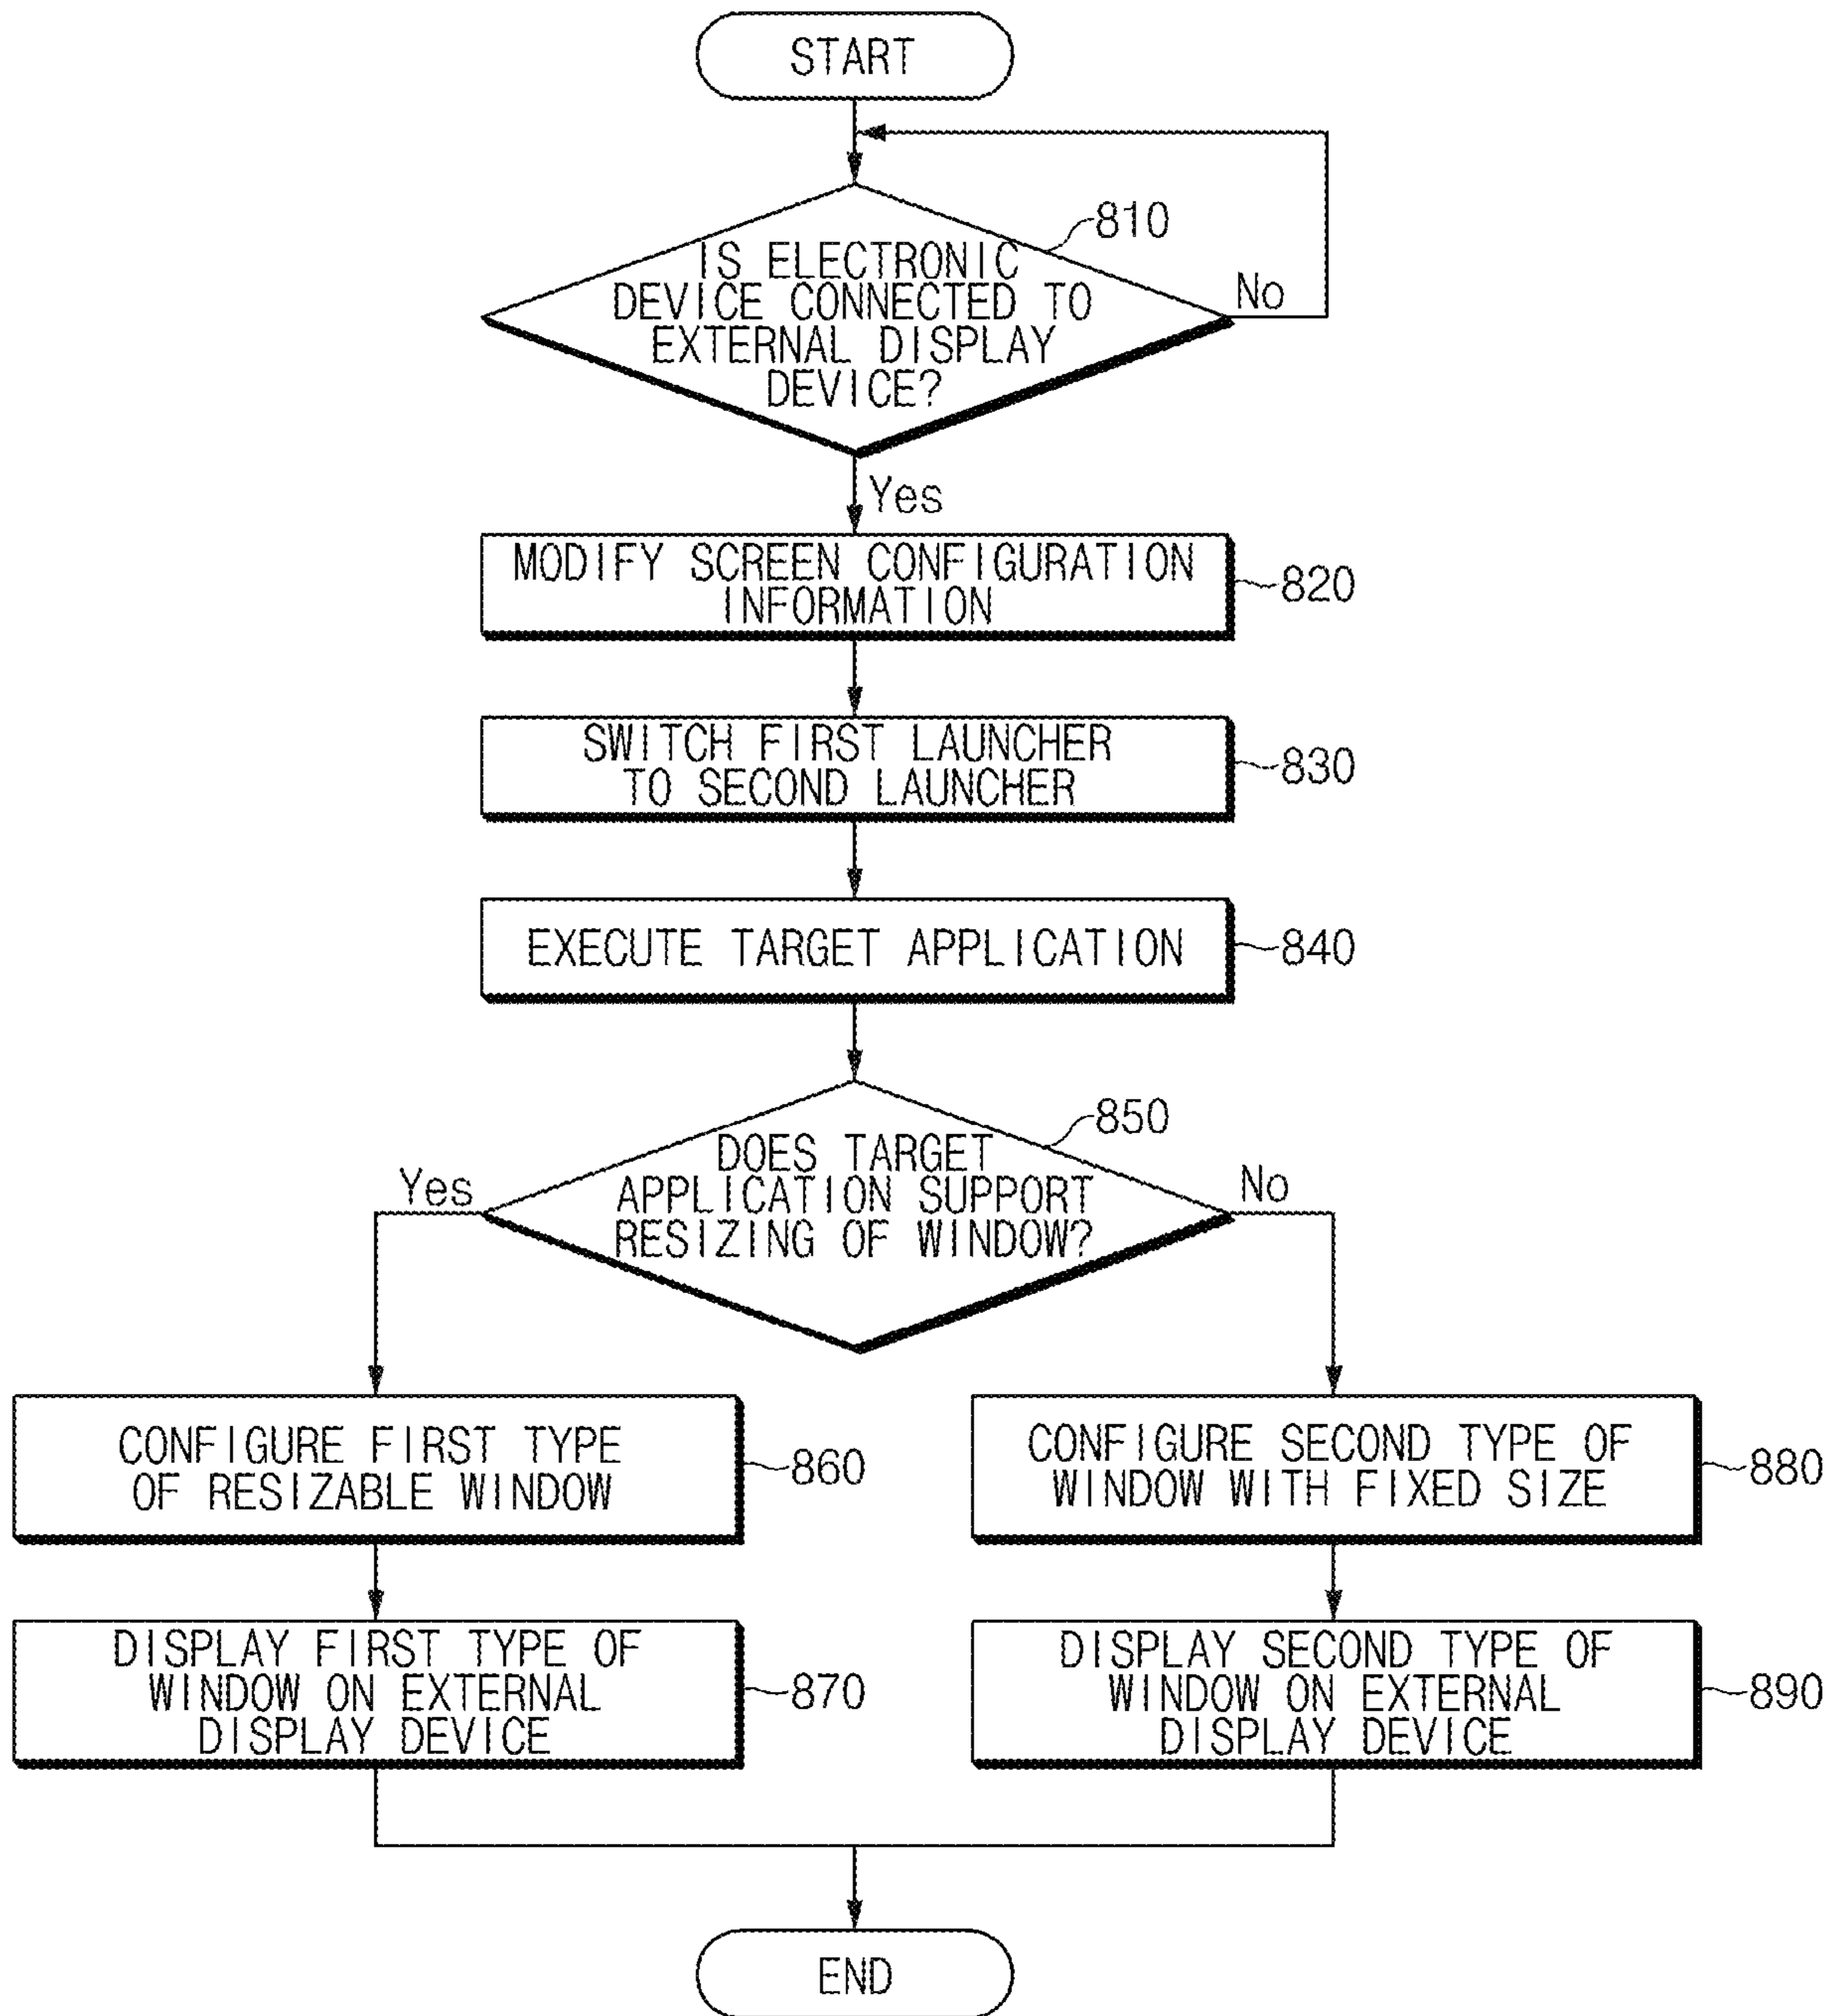 START
810
IS ELECTRONIC
DEVICE CONNECTED TO
EXTERNAL DISPLAY
DEVICE?
No
Yes
MODIFY SCREEN CONFIGURATION
INFORMATION
820
SWITCH FIRST LAUNCHER
TO SECOND LAUNCHER
830
EXECUTE TARGET APPLICATION
840
850
DOES TARGET
APPLICATION SUPPORT
RESIZING OF WINDOW?
Yes
No
CONFIGURE FIRST TYPE
OF RESIZABLE WINDOW
860
CONFIGURE SECOND TYPE OF
WINDOW WITH FIXED SIZE
880
DISPLAY FIRST TYPE OF
WINDOW ON EXTERNAL
DISPLAY DEVICE
870
DISPLAY SECOND TYPE OF
WINDOW ON EXTERNAL
DISPLAY DEVICE
890
END